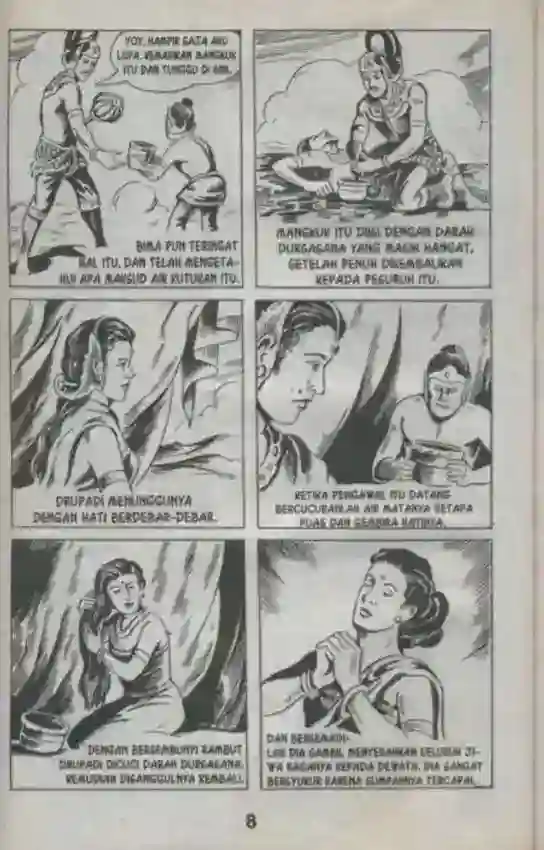 YOY, HAMPIR SAJA AKU
LUPA. KEMARIKAN MANGKUK
ITU DAN TUNGGU DI SINI.
BIMA PUN TERINGAT
HAL ITU, DAN TELAH MENGETA-
HUI APA MAKSUD AIR KUTUKAN ITU.
MANGKUK ITU DIISI DENGAN DARAH
DURSASANA YANG MASIH HANGAT,
SETELAH PENUH DIKEMBALIKAN
KEPADA PESURUH ITU.
DRUPADI MENUNGGUNYA
DENGAN HATI BERDEBAR-DEBAR.
KETIKA PENGAWAL ITU DATANG
BERCUCURANLAH AIR MATANYA BETAPA
PUAS DAN GEMBIRA HATINYA.
DENGAN BERSEMBUNYI RAMBUT
DRUPADI DICUCI DARAH DURSASANA.
KEMUDIAN DISANGGULNYA KEMBALI.
DAN BERSEMADI-
LAH DIA SAMBIL MENYERAHKAN SELURUH JI-
WA RAGANYA KEPADA DEWATA. DIA SANGAT
BERSYUKUR KARENA SUMPAHNYA TERCAPAI.
8